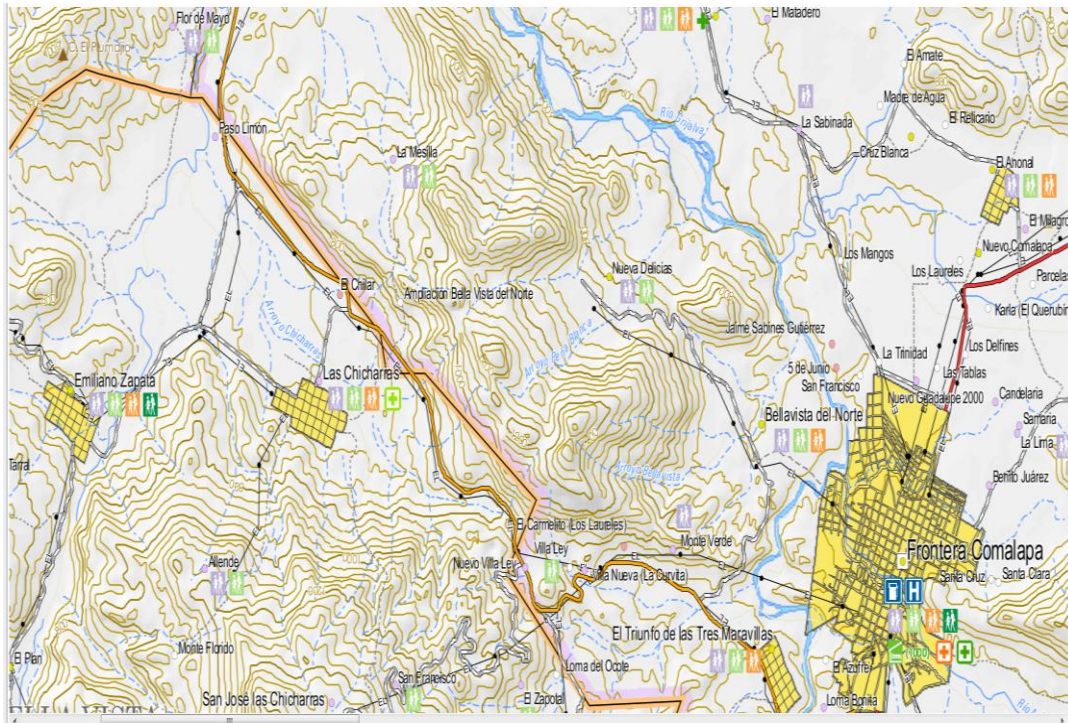 Flor de Mayo
El Matadero
C. El Plumajio
El Amate
Madre de Agua
Río Grijalva
El Relicario
Paso Limón
La Sabinada
Cruz Blanca
La Mesilla
El Ahonal
El Milagro
Los Mangos
Nuevo Comalapa
Nueva Delicias
Los Laureles
Parcelas
El Chilar
Ampliación Bella Vista del Norte
Karla (El Querubin
Arroyo Chicharras
Jaime Sabines Gutiérrez
Los Delfines
La Trinidad
5 de Junio
Las Chicharras
Las Tablas
Emiliano Zapata
San Francisco
Nuevo Guadalupe 2000
Candelaria
Bellavista del Norte
Samaria
La Lima
Tarral
Benito Juárez
El Carmelito (Los Laureles)
Monte Verde
Villa Ley
Frontera Comalapa
Allende
Nuevo Villa Ley
Villa Nueva (La Curvita)
Santa Cruz
Santa Clara
H
El Triunfo de las Tres Maravillas
Monte Florido
El Plan
Loma del Ocote
El Azufre
San Francisco
San José las Chicharras
El Zapotal
Loma Bonita